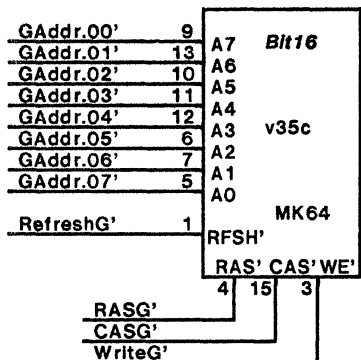 GAddr.00' 9 A7 Bit16
GAddr.01' 13 A6
GAddr.02' 10 A5
GAddr.03' 11 A4
GAddr.04' 12 A3 v35c
GAddr.05' 6 A2
GAddr.06' 7 A1
GAddr.07' 5 A0
MK64
RefreshG' 1 RFSH'
RAS' CAS' WE'
4 15 3
RASG'
CASG'
WriteG'